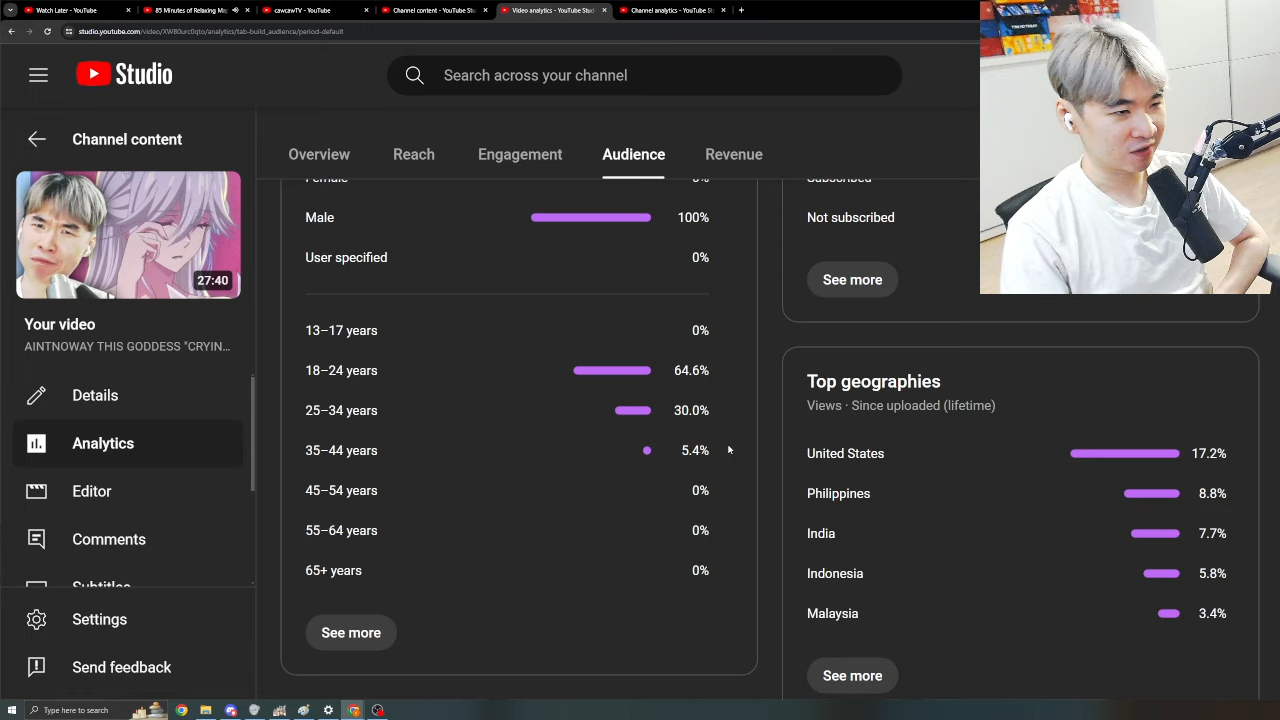 Watch Later - YouTube
85 Minutes of Relaxing Mu
cawcawTV - YouTube
Channel content - YouTube Stu
Video analytics - YouTube Stud
Channel analytics - YouTube St
studio.youtube.com/video/XWB0urc0qto/analytics/tab-build_audience/period-default
Studio
Search across your channel
Channel content
Overview
Reach
Engagement
Audience
Revenue
27:40
Your video
AINTNOWAY THIS GODDESS "CRYIN...
Details
Analytics
Editor
Comments
Subtitles
Settings
Send feedback
Female 0%
Male 100%
User specified 0%
13–17 years 0%
18–24 years 64.6%
25–34 years 30.0%
35–44 years 5.4%
45–54 years 0%
55–64 years 0%
65+ years 0%
See more
Subscribed
Not subscribed
See more
Top geographies
Views · Since uploaded (lifetime)
United States 17.2%
Philippines 8.8%
India 7.7%
Indonesia 5.8%
Malaysia 3.4%
See more
Type here to search